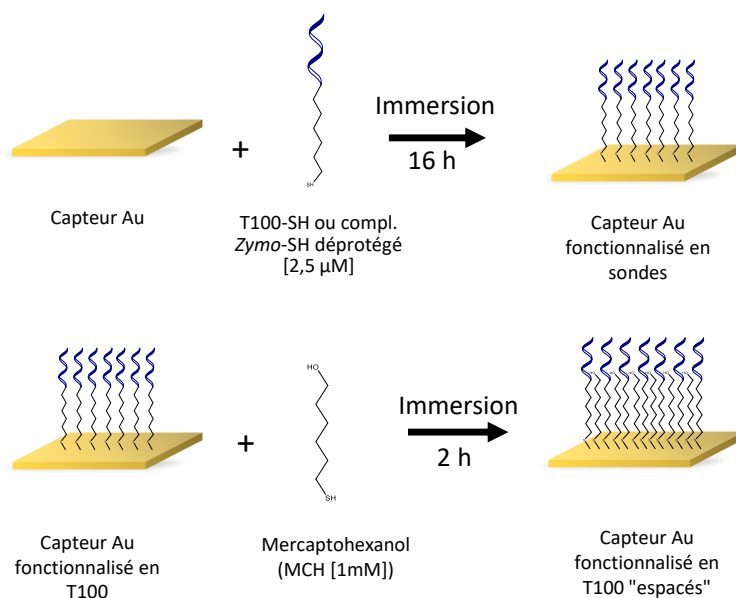 Immersion
+
16 h
SH
Capteur Au
T100-SH ou compl.
Zymo-SH déprotégé
[2,5 µM]
Capteur Au
fonctionnalisé en
sondes
HO
Immersion
+
2 h
SH
Capteur Au
fonctionnalisé en
T100
Mercaptohexanol
(MCH [1mM])
Capteur Au
fonctionnalisé en
T100 "espacés"